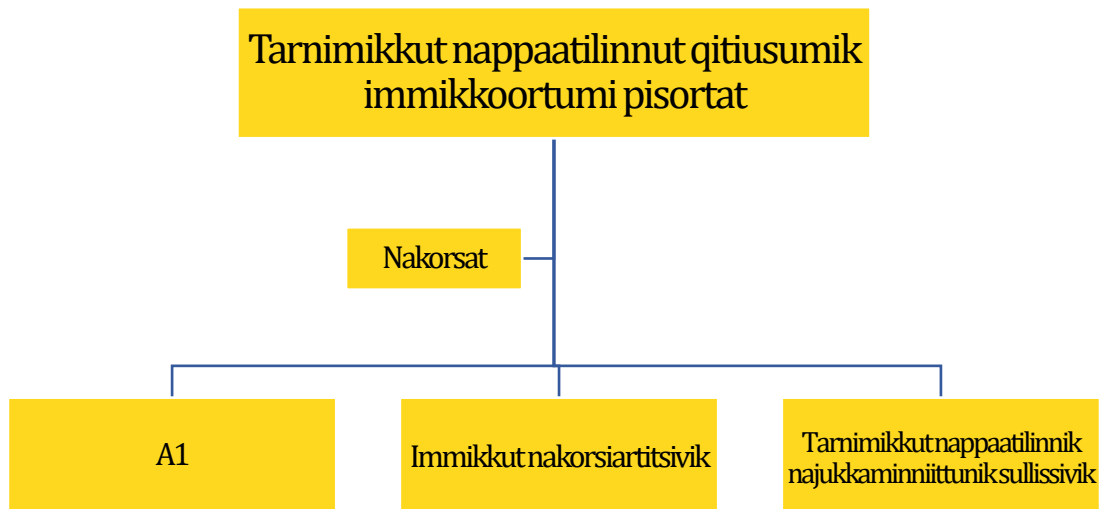 Tarnimikkut nappaatilinnut qitiusumik
immikkoortumi pisortat
Nakorsat
A1
Immikkut nakorsiartitsivik
Tarnimikkut nappaatilinnik
najukkaminniittunik sullissivik